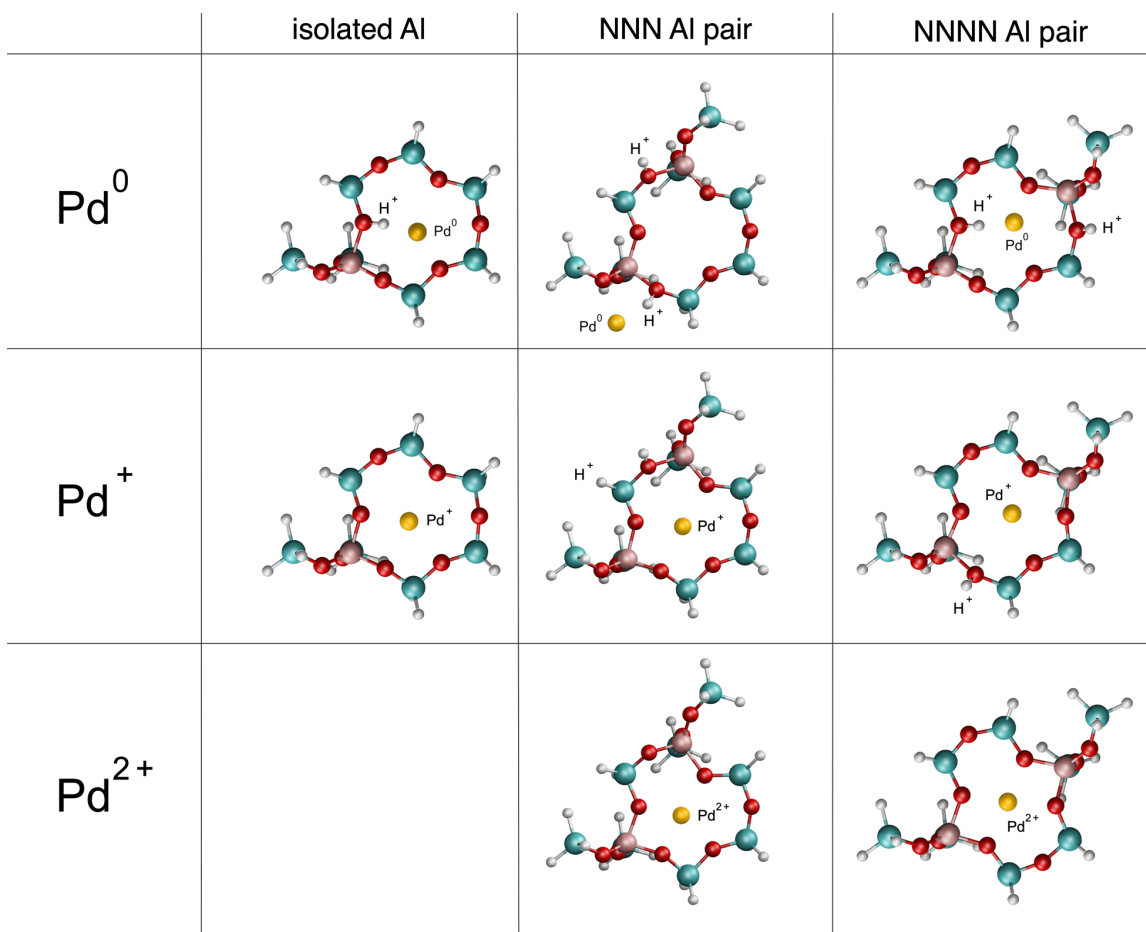 isolated Al
NNN Al pair
NNNN Al pair
Pd⁰
H⁺
Pd⁰
H⁺
Pd⁰
H⁺
H⁺
Pd⁰
H⁺
Pd⁺
Pd⁺
H⁺
Pd⁺
Pd⁺
H⁺
Pd²⁺
Pd²⁺
Pd²⁺